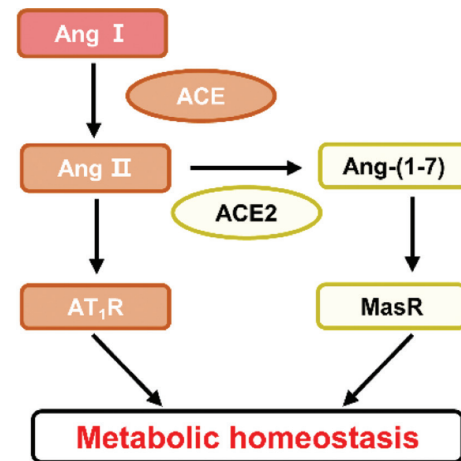 Ang Ⅰ
ACE
Ang Ⅱ
Ang-(1-7)
ACE2
AT₁R
MasR
Metabolic homeostasis